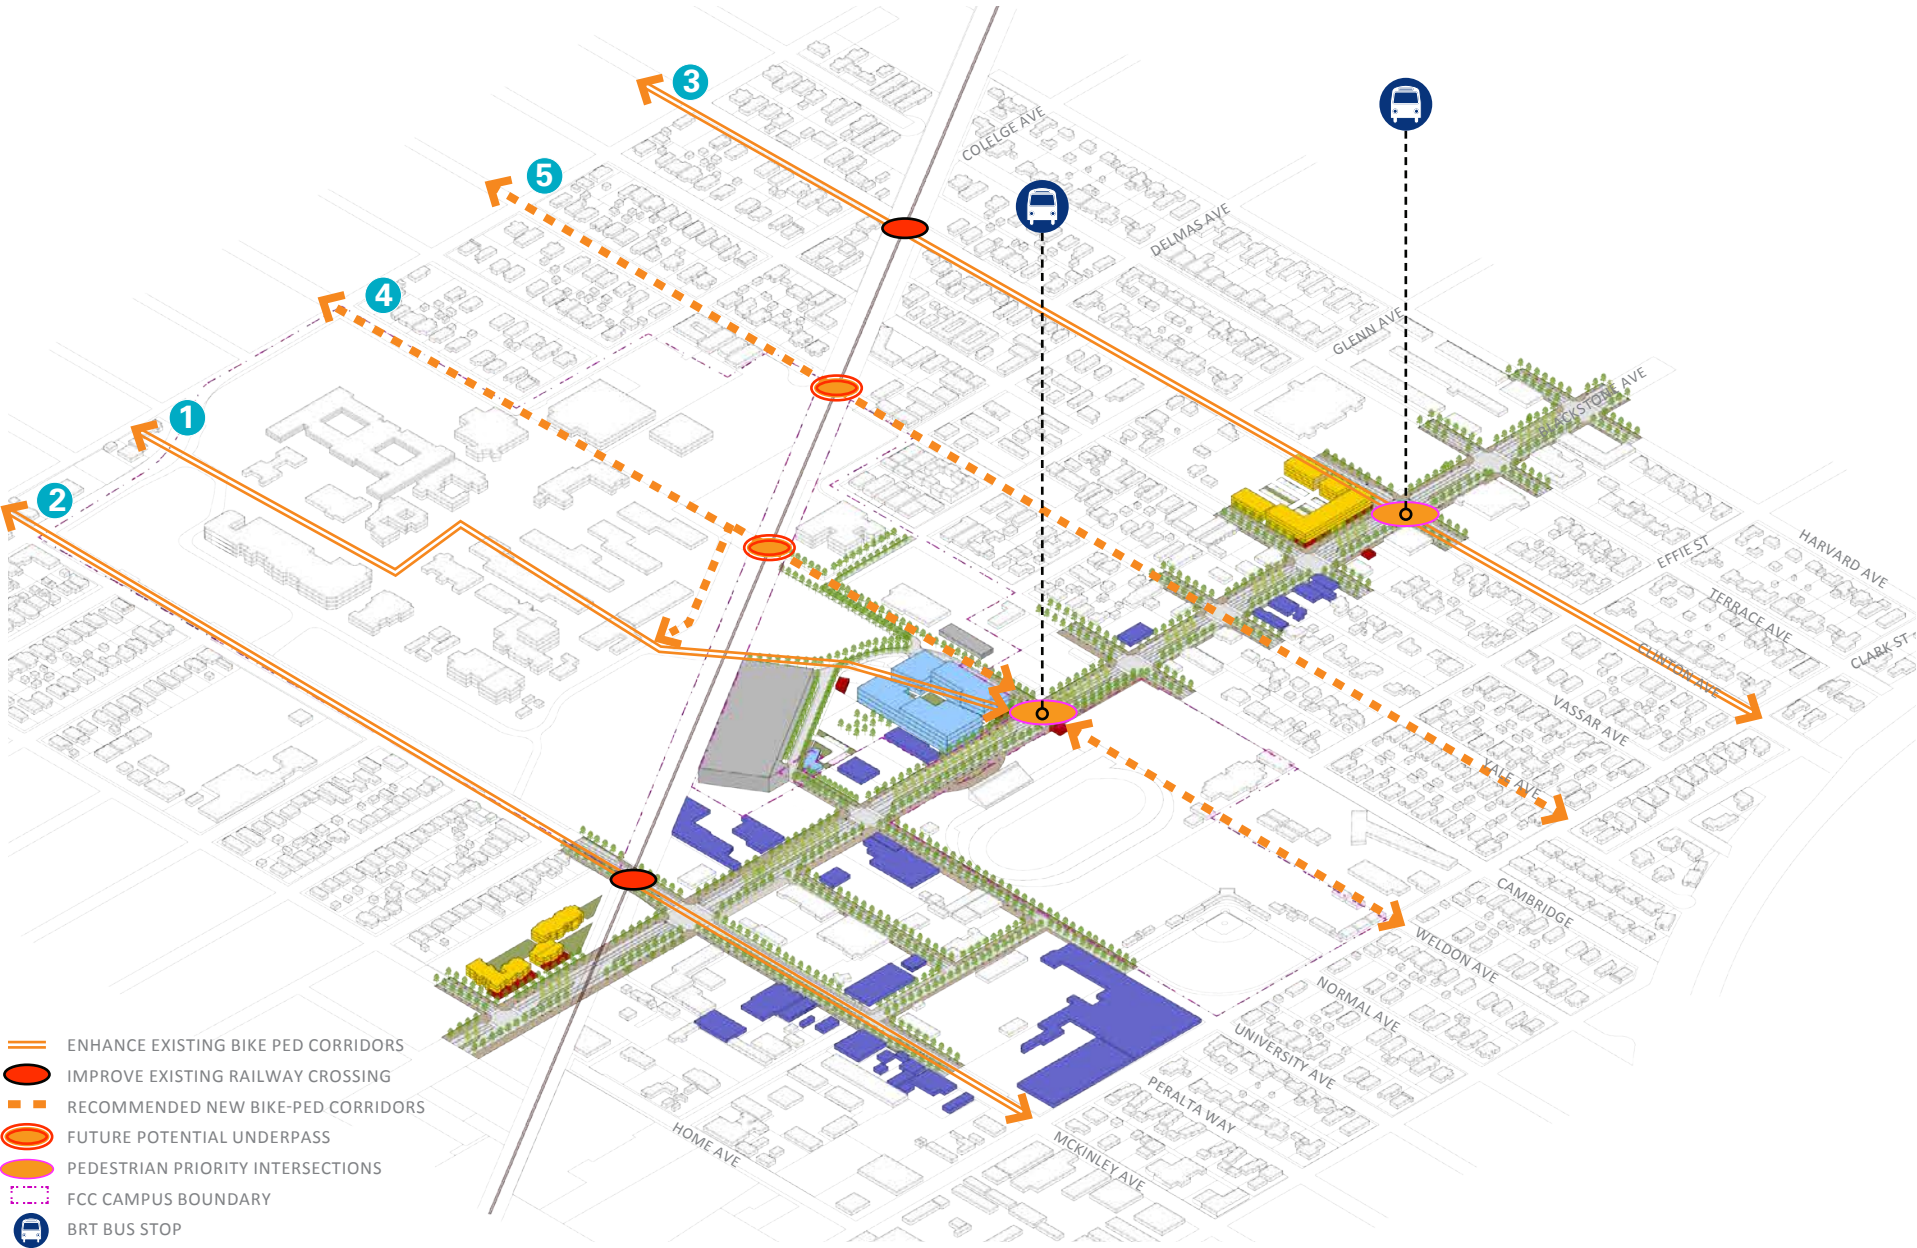 3
COLELGE AVE
5
DELMAS AVE
4
GLENN AVE
BLACKSTONE AVE
1
2
HARVARD AVE
EFFIE ST
TERRACE AVE
CLARK ST
CLINTON AVE
VASSAR AVE
YALE AVE
CAMBRIDGE
WELDON AVE
NORMAL AVE
UNIVERSITY AVE
PERALTA WAY
MCKINLEY AVE
HOME AVE
ENHANCE EXISTING BIKE PED CORRIDORS
IMPROVE EXISTING RAILWAY CROSSING
RECOMMENDED NEW BIKE-PED CORRIDORS
FUTURE POTENTIAL UNDERPASS
PEDESTRIAN PRIORITY INTERSECTIONS
FCC CAMPUS BOUNDARY
BRT BUS STOP